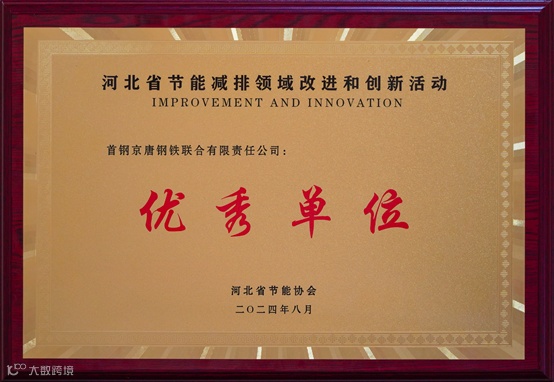 河北省节能减排领域改进和创新活动
IMPROVEMENT AND INNOVATION
首钢京唐钢铁联合有限责任公司：
优秀单位
河北省节能协会
二〇二四年八月
大数跨境